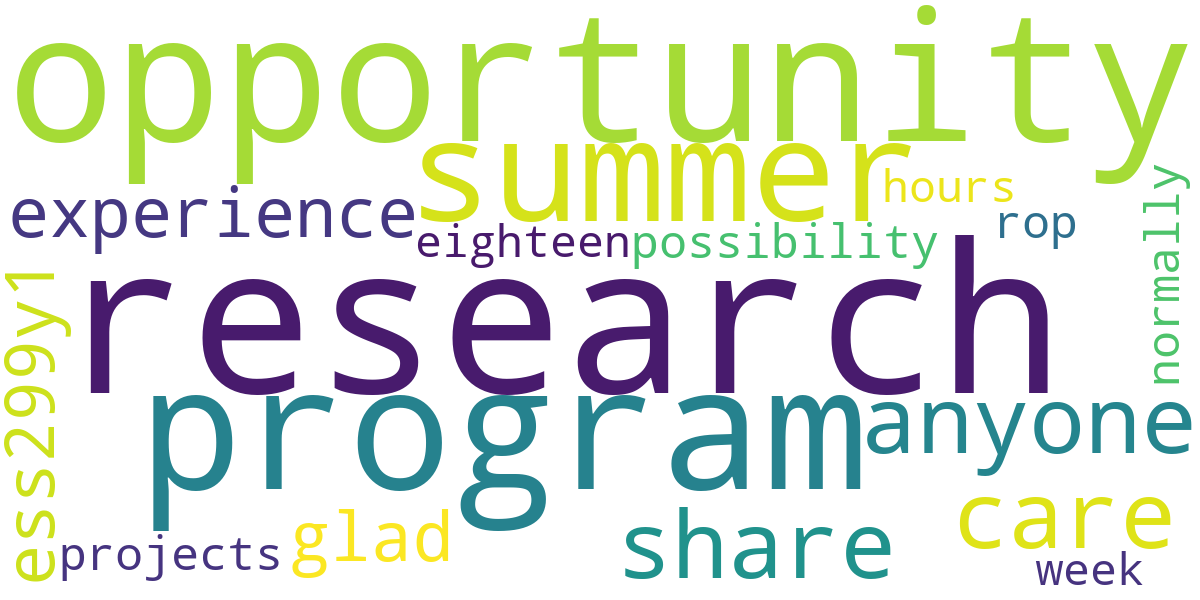 opportunity
summer
experience
hours
rop
normally
eighteen
possibility
research
ess299y1
program
anyone
care
share
glad
projects
week